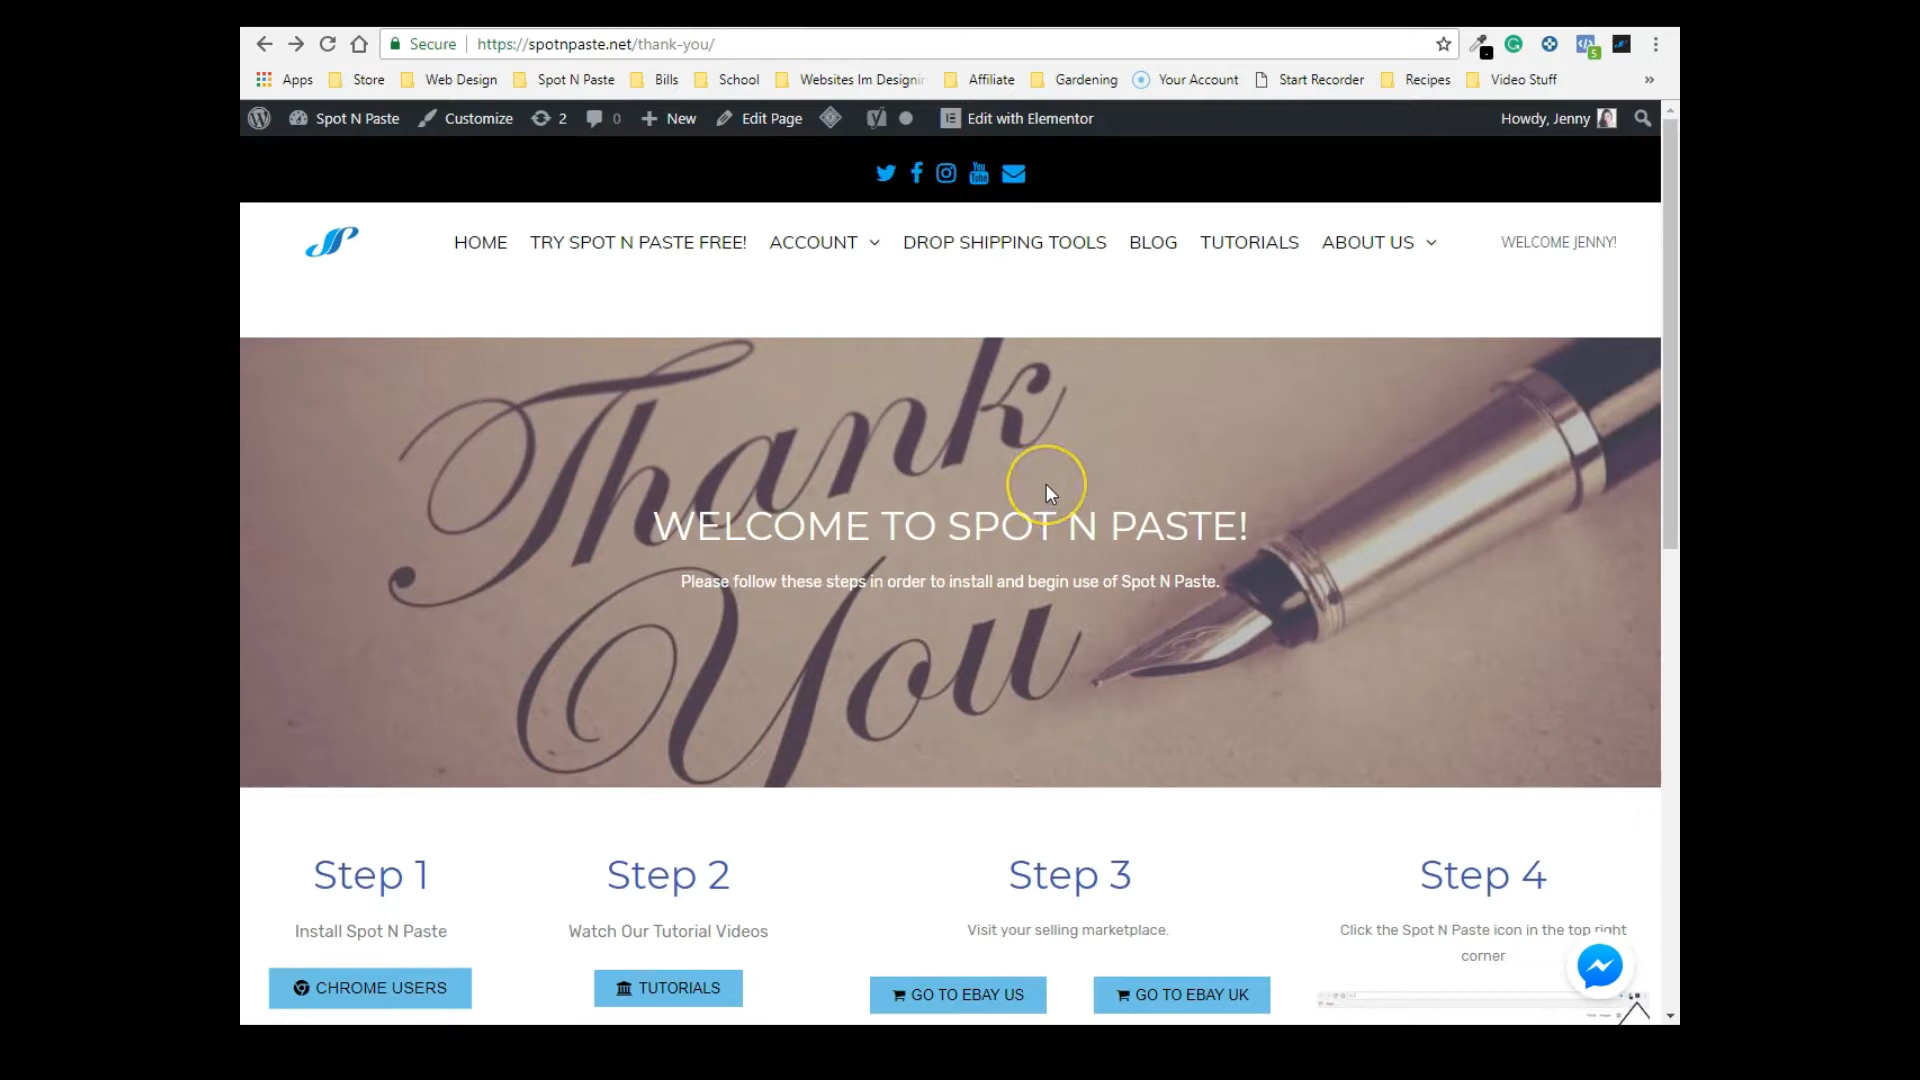 Secure https://spotnpaste.net/thank-you/
Apps Store Web Design Spot N Paste Bills School Websites Im Designin Affiliate Gardening Your Account Start Recorder Recipes Video Stuff »
Spot N Paste Customize 2 0 New Edit Page Edit with Elementor Howdy, Jenny
HOME TRY SPOT N PASTE FREE! ACCOUNT DROP SHIPPING TOOLS BLOG TUTORIALS ABOUT US WELCOME JENNY!
Thank
You
WELCOME TO SPOT N PASTE!
Please follow these steps in order to install and begin use of Spot N Paste.
Step 1
Install Spot N Paste
CHROME USERS
Step 2
Watch Our Tutorial Videos
TUTORIALS
Step 3
Visit your selling marketplace.
GO TO EBAY US GO TO EBAY UK
Step 4
Click the Spot N Paste icon in the top right
corner